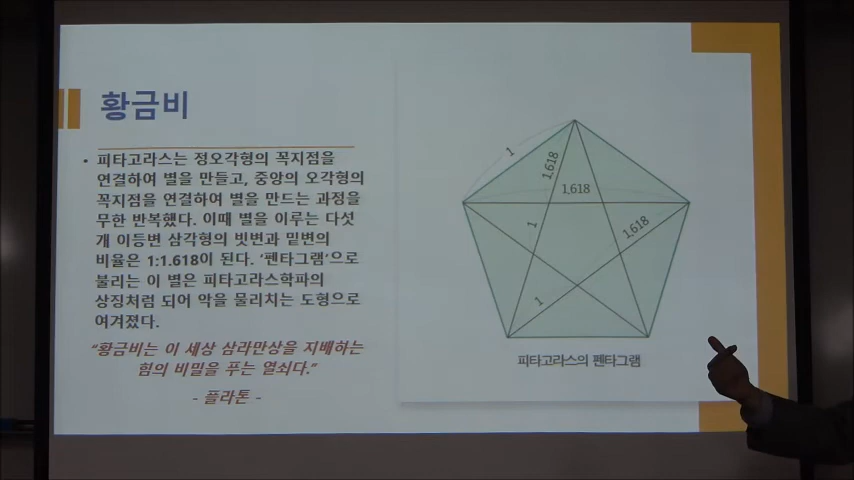 황금비
• 피타고라스는 정오각형의 꼭지점을
연결하여 별을 만들고, 중앙의 오각형의
꼭지점을 연결하여 별을 만드는 과정을
무한 반복했다. 이때 별을 이루는 다섯
개 이등변 삼각형의 빗변과 밑변의
비율은 1:1.618이 된다. ‘펜타그램’으로
불리는 이 별은 피타고라스학파의
상징처럼 되어 악을 물리치는 도형으로
여겨졌다.
“황금비는 이 세상 삼라만상을 지배하는
힘의 비밀을 푸는 열쇠다.”
- 플라톤 -
1
1,618
1,618
1
1,618
1
피타고라스의 펜타그램